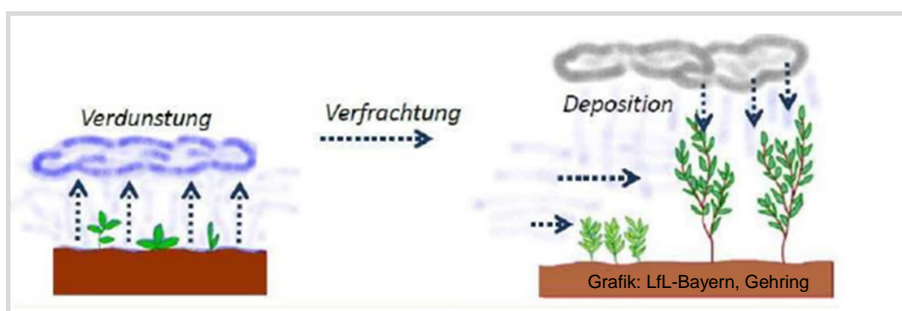 Verdunstung
Verfrachtung
Deposition
Grafik: LfL-Bayern, Gehring